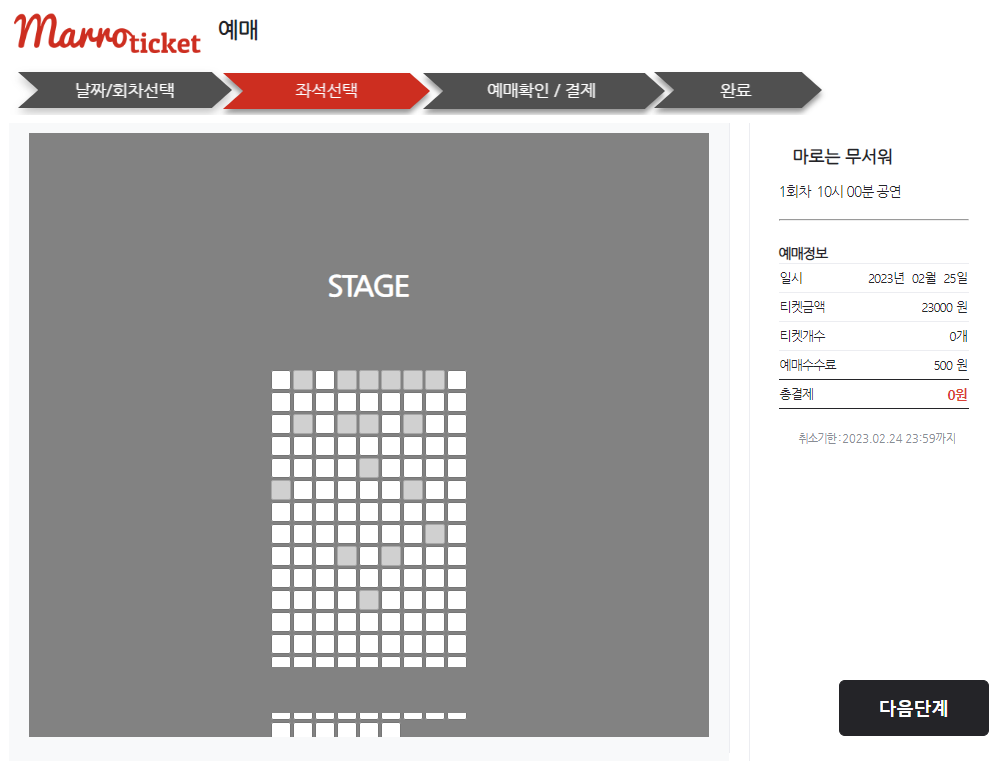 Marroticket 예매
날짜/회차선택 좌석선택 예매확인 / 결제 완료
STAGE
마로는 무서워
1회차 10시 00분 공연
예매정보
일시 2023년 02월 25일
티켓금액 23000 원
티켓개수 0개
예매수수료 500 원
총결제 0원
취소기한 : 2023.02.24 23:59까지
다음단계